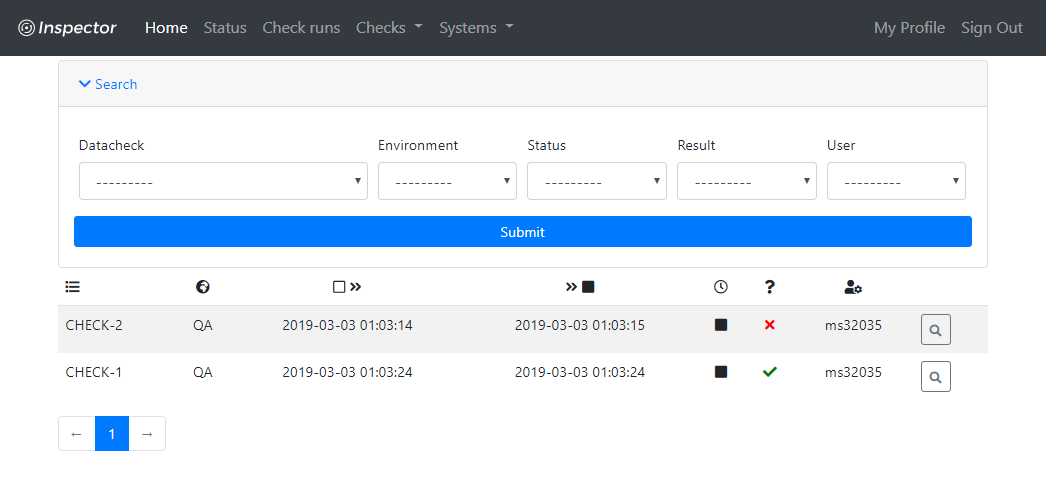 Inspector Home Status Check runs Checks Systems My Profile Sign Out
Search
Datacheck Environment Status Result User
--------- --------- --------- --------- ---------
Submit
?
CHECK-2 QA 2019-03-03 01:03:14 2019-03-03 01:03:15 ms32035
CHECK-1 QA 2019-03-03 01:03:24 2019-03-03 01:03:24 ms32035
← 1 →